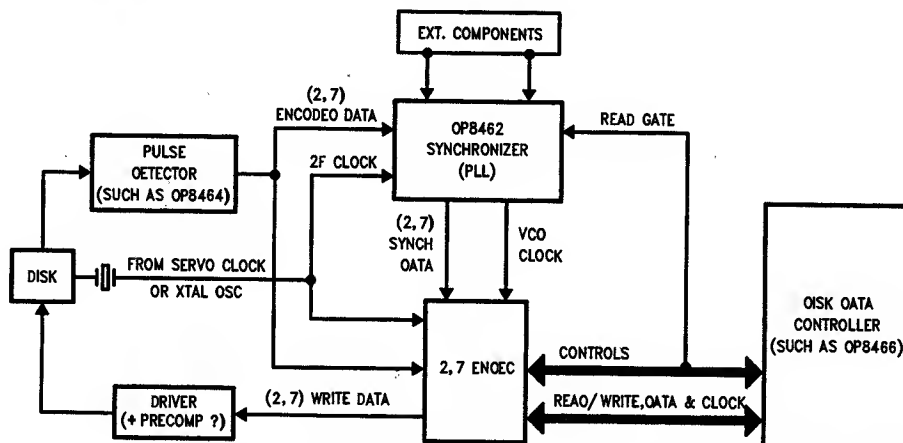 EXT. COMPONENTS
(2,7)
ENCODEO DATA
OP8462
SYNCHRONIZER
(PLL)
READ GATE
PULSE
OETECTOR
(SUCH AS OP8464)
2F CLOCK
(2,7)
SYNCH
OATA
VCO
CLOCK
DISK
FROM SERVO CLOCK
OR XTAL OSC
OISK OATA
CONTROLLER
(SUCH AS OP8466)
2,7 ENOEC
CONTROLS
DRIVER
(+ PRECOMP ?)
(2,7) WRITE DATA
REAO/WRITE,OATA & CLOCK